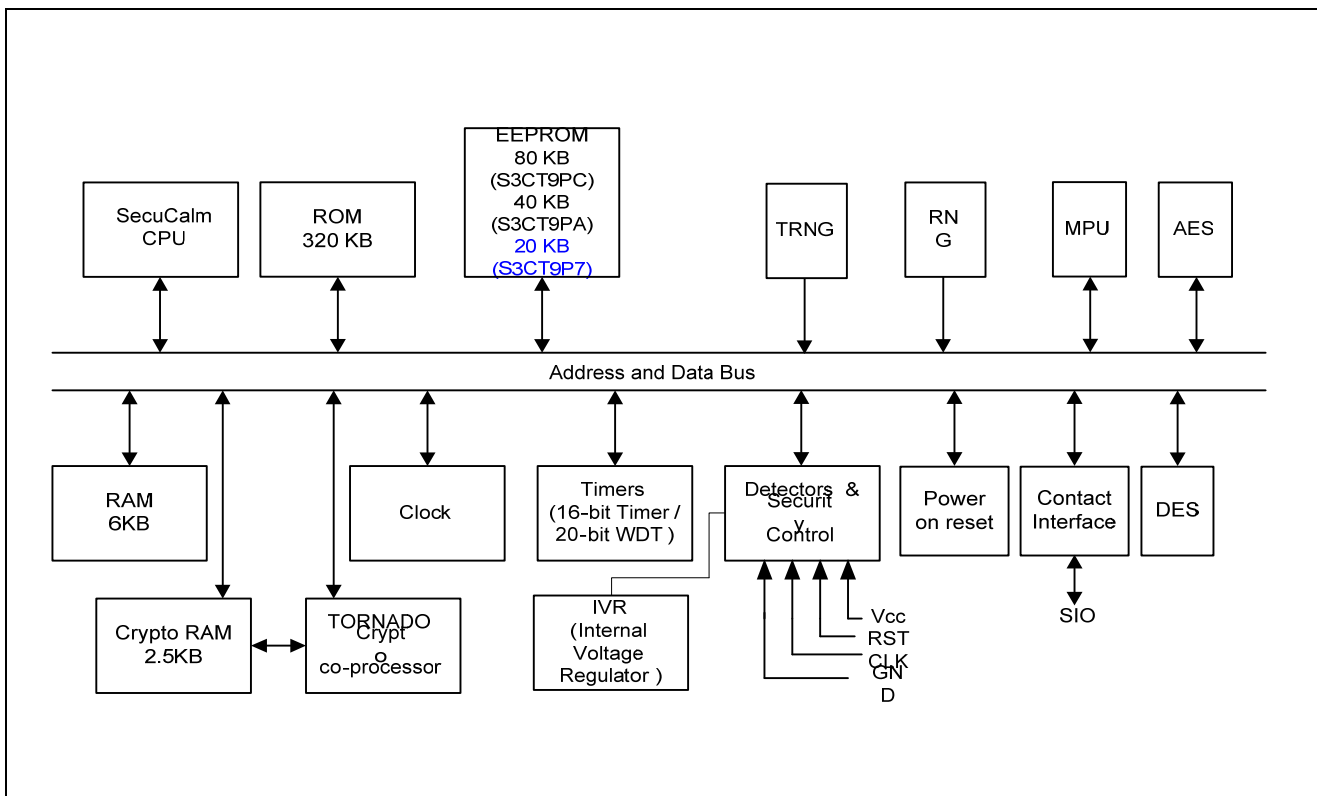 EEPROM
80 KB
(S3CT9PC)
40 KB
(S3CT9PA)
20 KB
(S3CT9P7)
SecuCalm
CPU
ROM
320 KB
TRNG
RN
G
MPU
AES
Address and Data Bus
RAM
6KB
Clock
Timers
(16-bit Timer /
20-bit WDT )
Detectors &
Securit
y
Control
Power
on reset
Contact
Interface
DES
Crypto RAM
2.5KB
TORNADO
Crypt
o
co-processor
IVR
(Internal
Voltage
Regulator )
Vcc
RST
CLK
GN
D
SIO